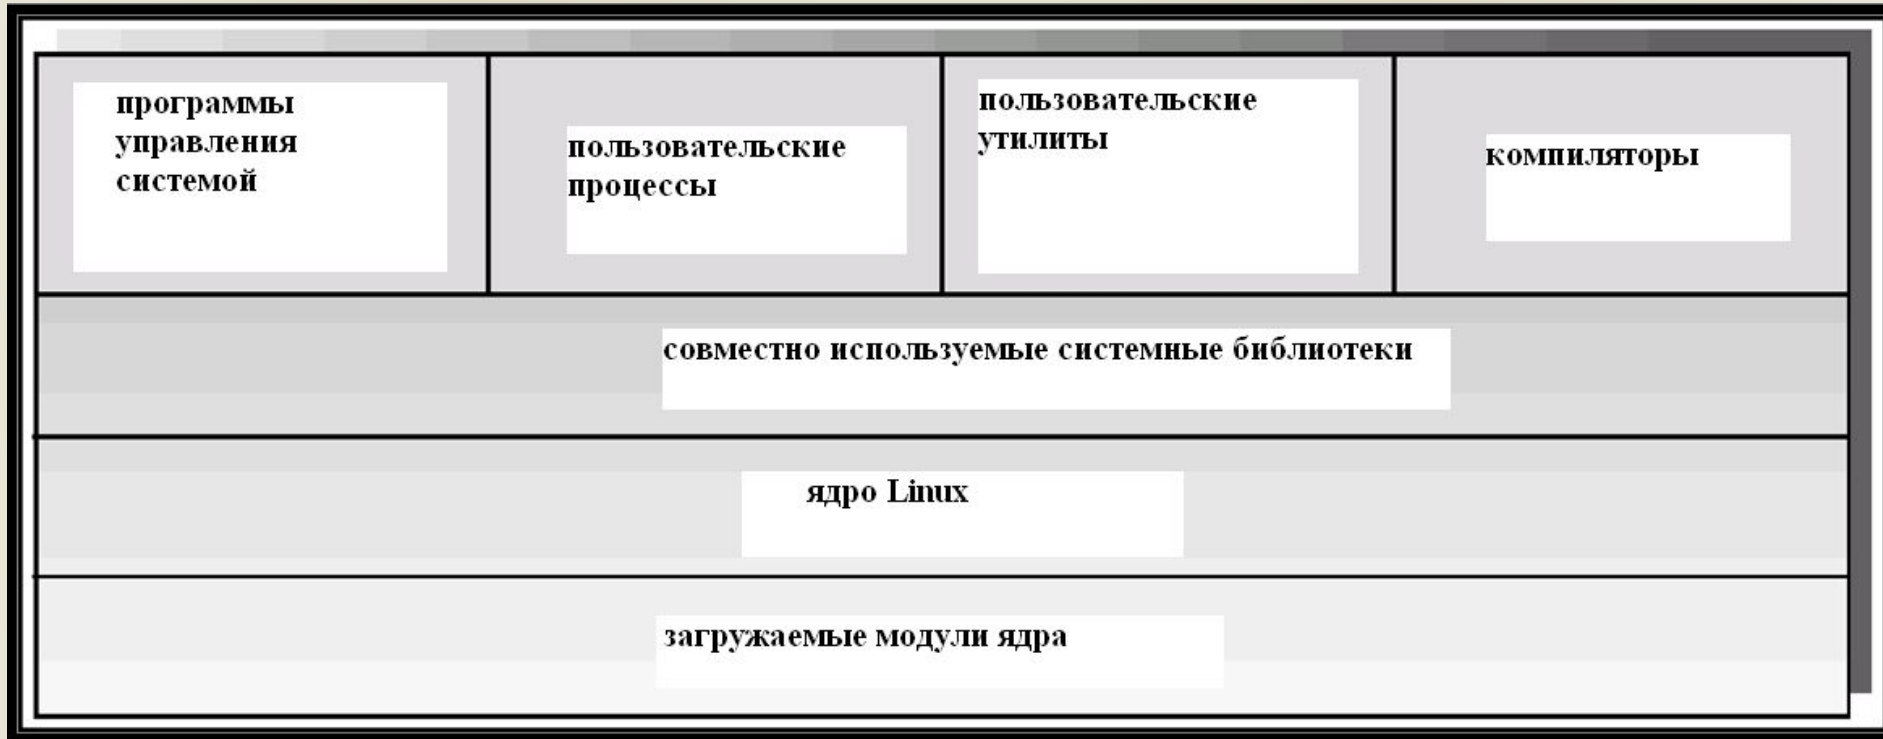 программы
управления
системой
пользовательские
процессы
пользовательские
утилиты
компиляторы
совместно используемые системные библиотеки
ядро Linux
загружаемые модули ядра